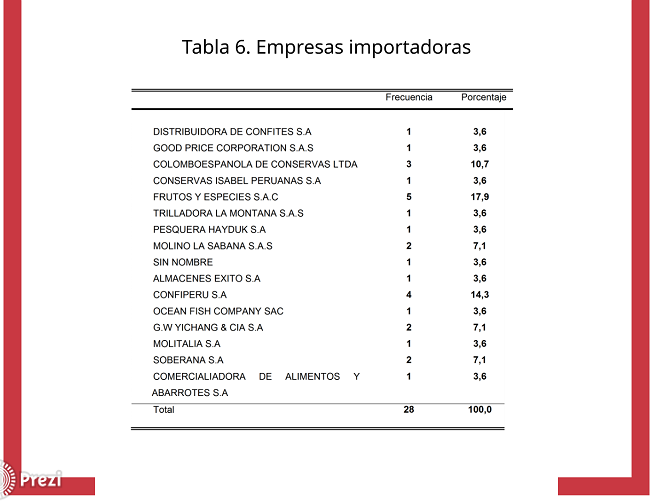 Tabla 6. Empresas importadoras
Frecuencia Porcentaje
DISTRIBUIDORA DE CONFITES S.A 1 3,6
GOOD PRICE CORPORATION S.A.S 1 3,6
COLOMBOESPANOLA DE CONSERVAS LTDA 3 10,7
CONSERVAS ISABEL PERUANAS S.A 1 3,6
FRUTOS Y ESPECIES S.A.C 5 17,9
TRILLADORA LA MONTANA S.A.S 1 3,6
PESQUERA HAYDUK S.A 1 3,6
MOLINO LA SABANA S.A.S 2 7,1
SIN NOMBRE 1 3,6
ALMACENES EXITO S.A 1 3,6
CONFIPERU S.A 4 14,3
OCEAN FISH COMPANY SAC 1 3,6
G.W YICHANG & CIA S.A 2 7,1
MOLITALIA S.A 1 3,6
SOBERANA S.A 2 7,1
COMERCIALIADORA DE ALIMENTOS Y 1 3,6
ABARROTES S.A
Total 28 100,0
Prezi